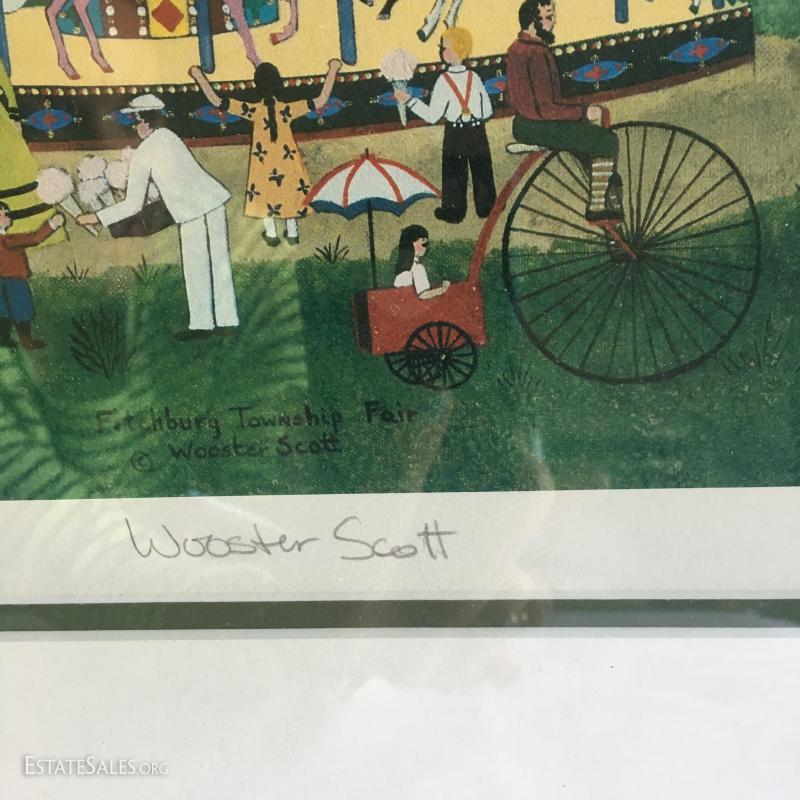 Fitchburg Township Fair
© Wooster Scott
Wooster Scott
ESTATESALES.ORG